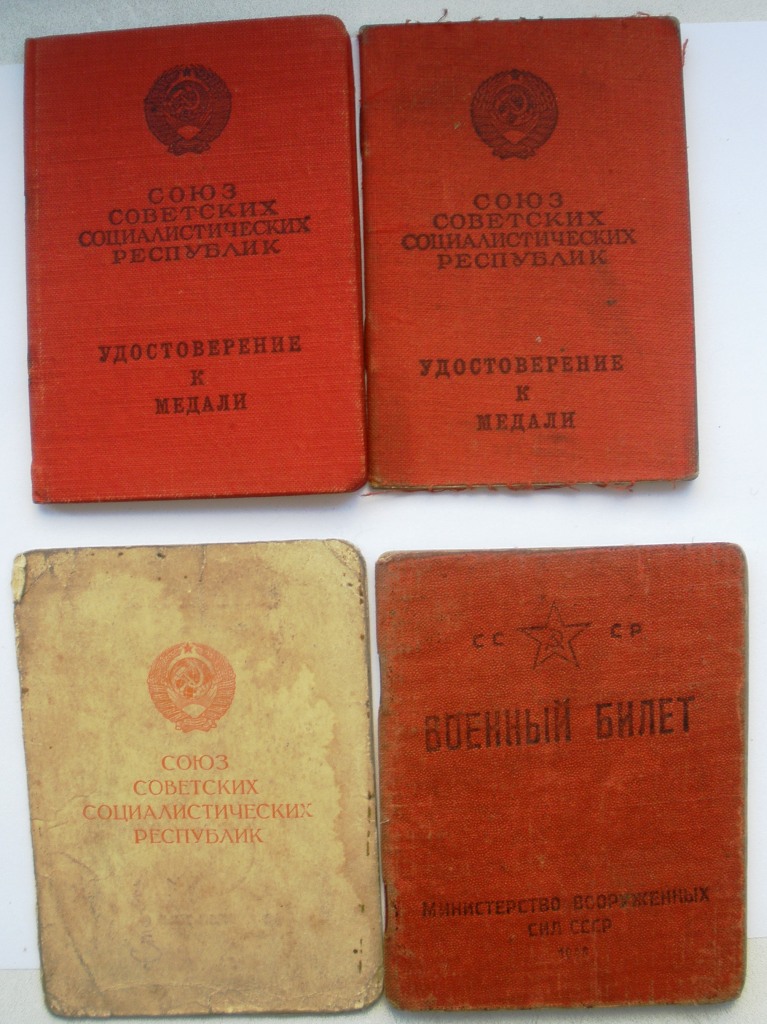 СОЮЗ
СОВЕТСКИХ
СОЦИАЛИСТИЧЕСКИХ
РЕСПУБЛИК
УДОСТОВЕРЕНИЕ
К
МЕДАЛИ
СОЮЗ
СОВЕТСКИХ
СОЦИАЛИСТИЧЕСКИХ
РЕСПУБЛИК
УДОСТОВЕРЕНИЕ
К
МЕДАЛИ
СОЮЗ
СОВЕТСКИХ
СОЦИАЛИСТИЧЕСКИХ
РЕСПУБЛИК
СС СР
ВОЕННЫЙ БИЛЕТ
МИНИСТЕРСТВО ВООРУЖЕННЫХ
СИЛ СССР